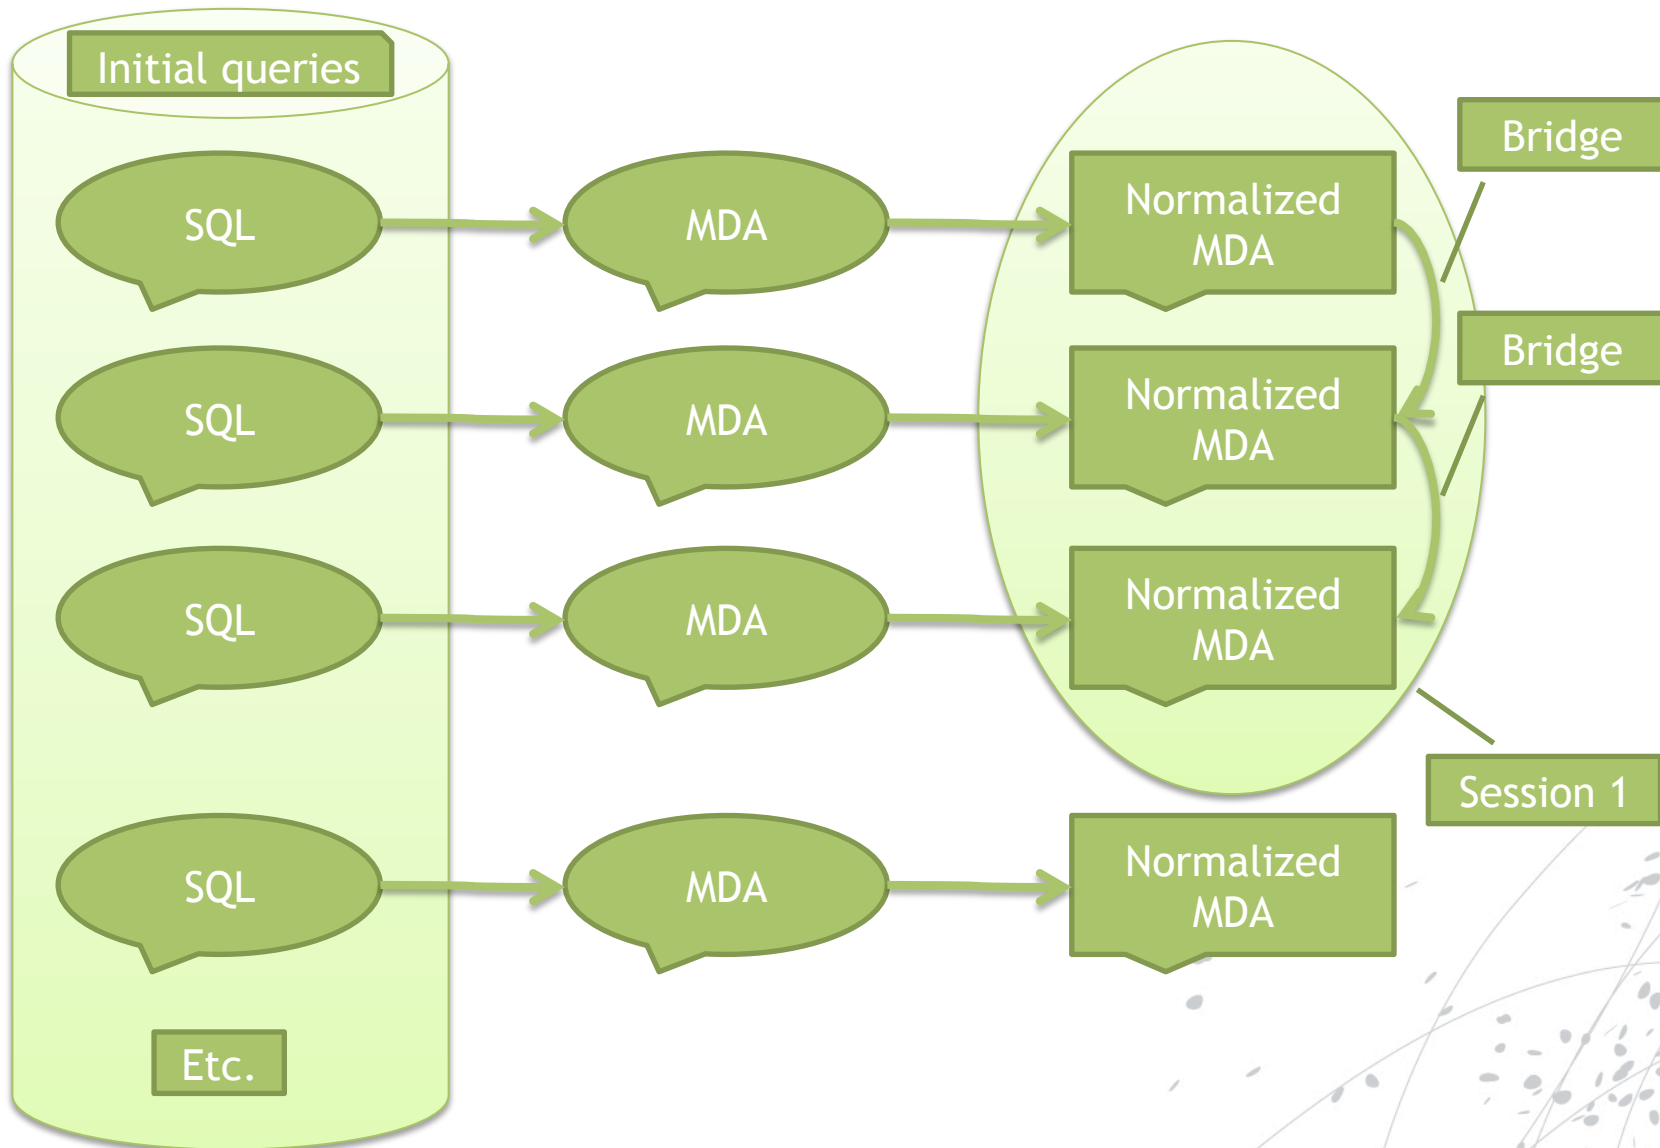 Initial queries
Bridge
SQL
MDA
Normalized
MDA
Bridge
SQL
MDA
Normalized
MDA
SQL
MDA
Normalized
MDA
Session 1
SQL
MDA
Normalized
MDA
Etc.